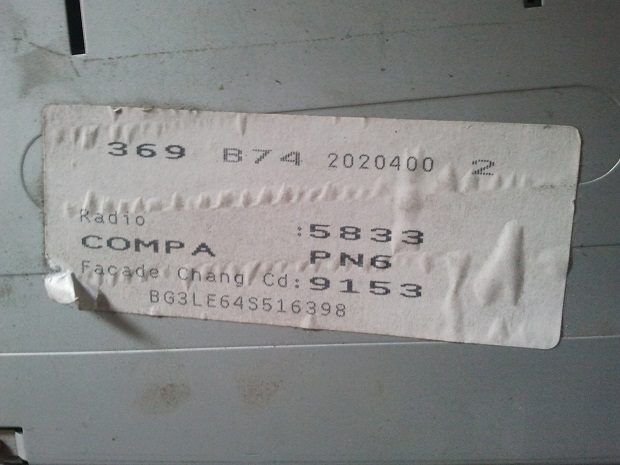 369 B74 2020400 2
Radio :5833
COMPA PN6
Facade Chang Cd:9153
BG3LE64S516398